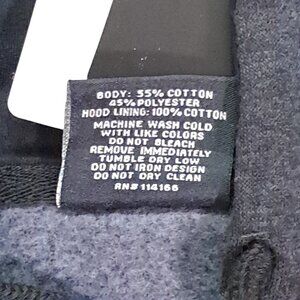 BODY: 55% COTTON
45% POLYESTER
HOOD LINING: 100% COTTON
MACHINE WASH COLD
WITH LIKE COLORS
DO NOT BLEACH
REMOVE IMMEDIATELY
TUMBLE DRY LOW
DO NOT IRON DESIGN
DO NOT DRY CLEAN
RN# 114166